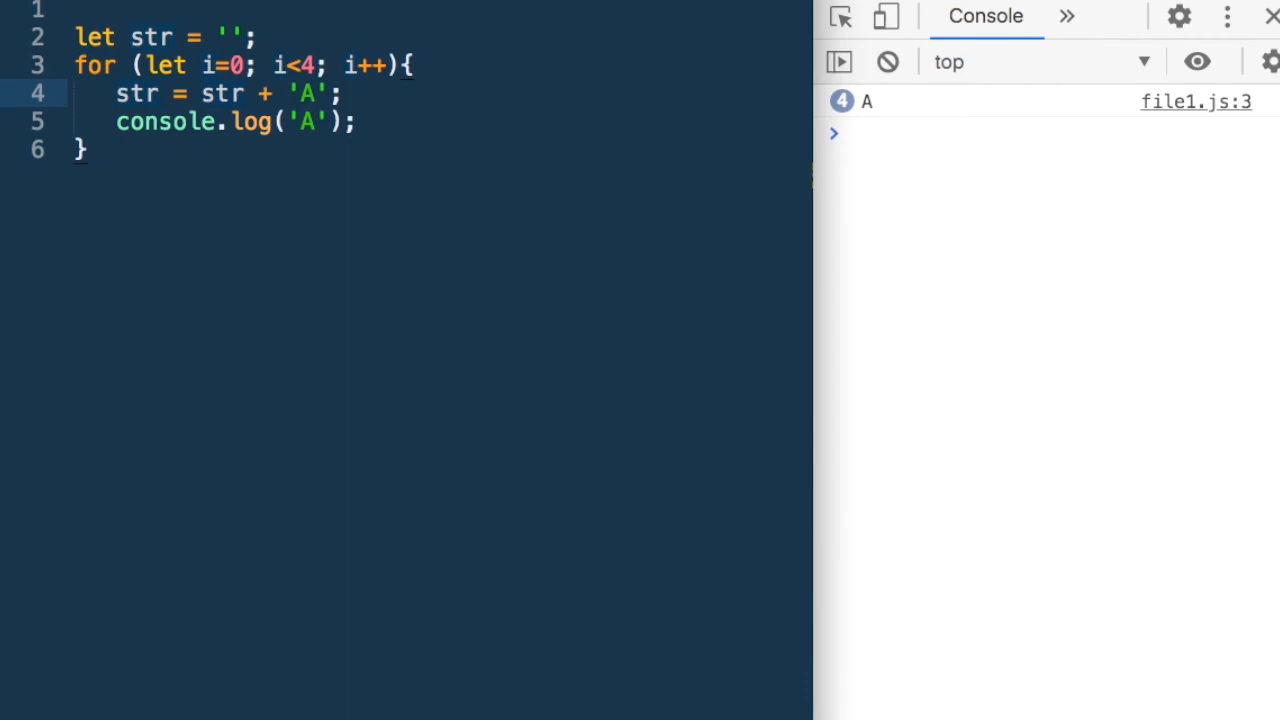 1
2 let str = '';
3 for (let i=0; i<4; i++){
4 str = str + 'A';
5 console.log('A');
6 }
Console
top
4 A file1.js:3